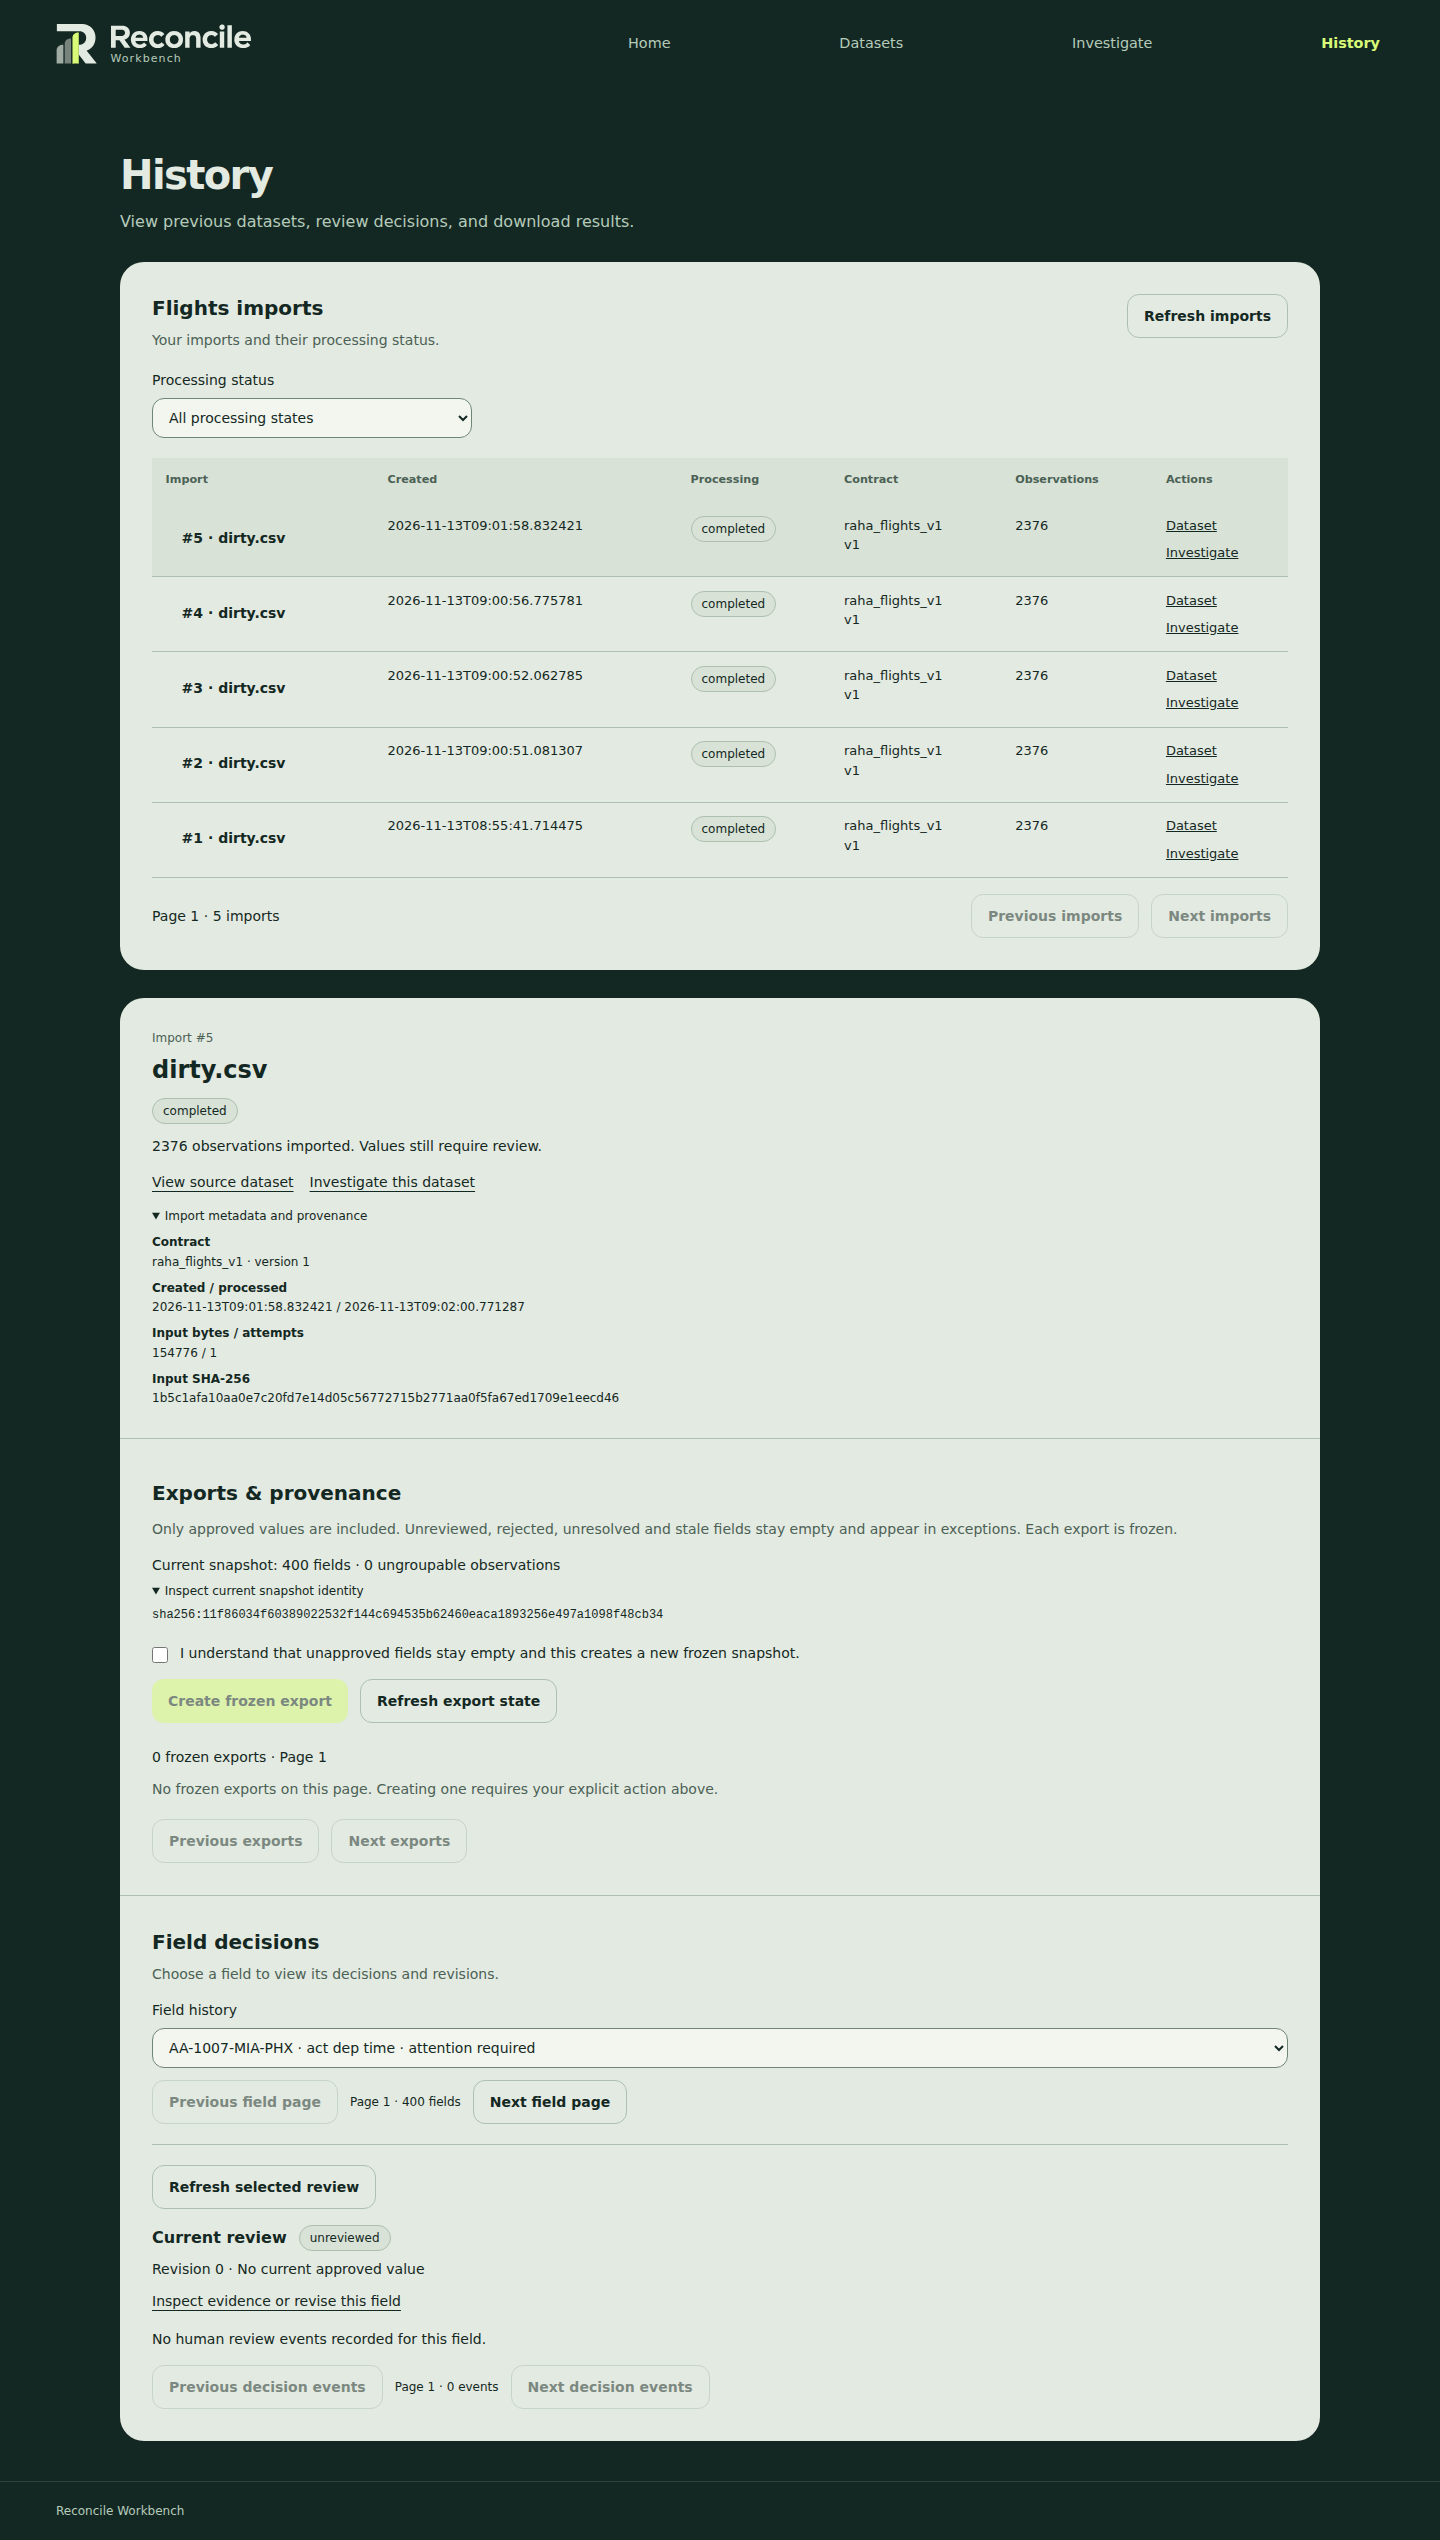 Reconcile
Workbench
Home Datasets Investigate History
History
View previous datasets, review decisions, and download results.
Flights imports
Refresh imports
Your imports and their processing status.
Processing status
All processing states
Import Created Processing Contract Observations Actions
#5 · dirty.csv 2026-11-13T09:01:58.832421 completed raha_flights_v1 v1 2376 Dataset Investigate
#4 · dirty.csv 2026-11-13T09:00:56.775781 completed raha_flights_v1 v1 2376 Dataset Investigate
#3 · dirty.csv 2026-11-13T09:00:52.062785 completed raha_flights_v1 v1 2376 Dataset Investigate
#2 · dirty.csv 2026-11-13T09:00:51.081307 completed raha_flights_v1 v1 2376 Dataset Investigate
#1 · dirty.csv 2026-11-13T08:55:41.714475 completed raha_flights_v1 v1 2376 Dataset Investigate
Page 1 · 5 imports Previous imports Next imports
Import #5
dirty.csv
completed
2376 observations imported. Values still require review.
View source dataset Investigate this dataset
▼ Import metadata and provenance
Contract
raha_flights_v1 · version 1
Created / processed
2026-11-13T09:01:58.832421 / 2026-11-13T09:02:00.771287
Input bytes / attempts
154776 / 1
Input SHA-256
1b5c1afa10aa0e7c20fd7e14d05c56772715b2771aa0f5fa67ed1709e1eecd46
Exports & provenance
Only approved values are included. Unreviewed, rejected, unresolved and stale fields stay empty and appear in exceptions. Each export is frozen.
Current snapshot: 400 fields · 0 ungroupable observations
▼ Inspect current snapshot identity
sha256:11f86034f60389022532f144c694535b62460eaca1893256e497a1098f48cb34
I understand that unapproved fields stay empty and this creates a new frozen snapshot.
Create frozen export Refresh export state
0 frozen exports · Page 1
No frozen exports on this page. Creating one requires your explicit action above.
Previous exports Next exports
Field decisions
Choose a field to view its decisions and revisions.
Field history
AA-1007-MIA-PHX · act dep time · attention required
Previous field page Page 1 · 400 fields Next field page
Refresh selected review
Current review unreviewed
Revision 0 · No current approved value
Inspect evidence or revise this field
No human review events recorded for this field.
Previous decision events Page 1 · 0 events Next decision events
Reconcile Workbench